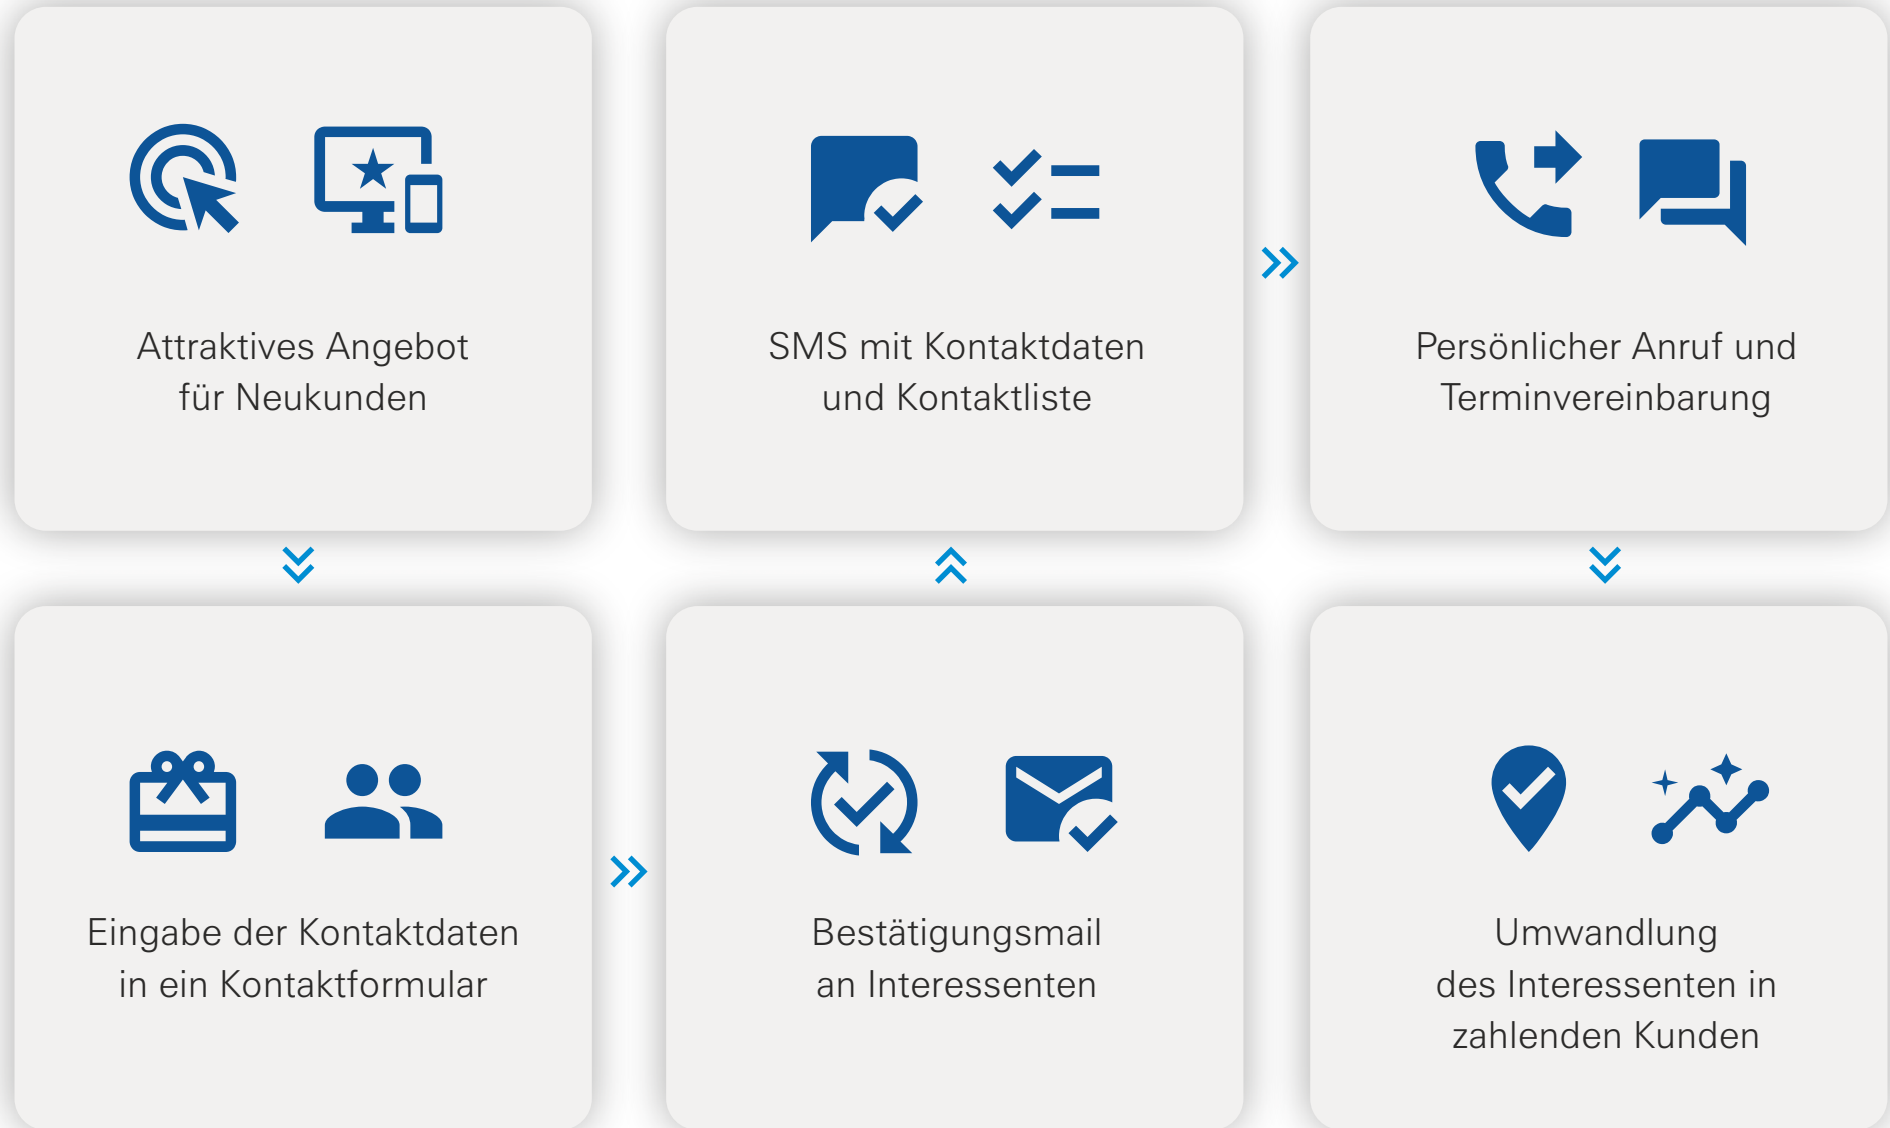 Attraktives Angebot
für Neukunden
SMS mit Kontaktdaten
und Kontaktliste
Persönlicher Anruf und
Terminvereinbarung
Eingabe der Kontaktdaten
in ein Kontaktformular
Bestätigungsmail
an Interessenten
Umwandlung
des Interessenten in
zahlenden Kunden